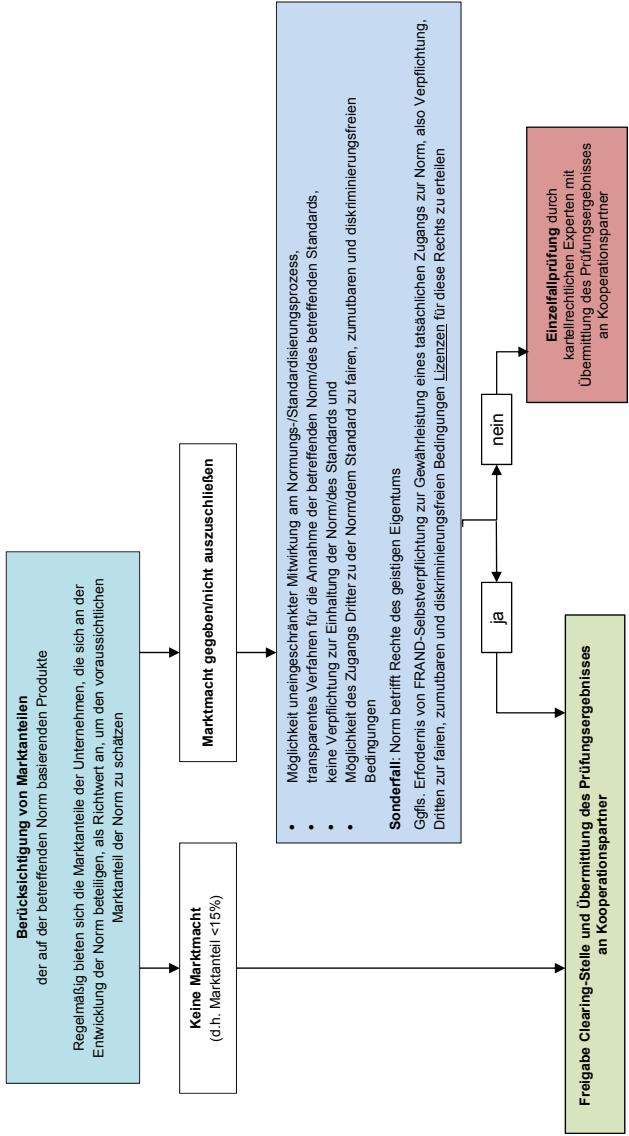 Berücksichtigung von Marktanteilen
der auf der betreffenden Norm basierenden Produkte
Regelmäßig bieten sich die Marktanteile der Unternehmen, die sich an der
Entwicklung der Norm beteiligen, als Richtwert an, um den voraussichtlichen
Marktanteil der Norm zu schätzen
Keine Marktmacht
(d.h. Marktanteil <15%)
Marktmacht gegeben/nicht auszuschließen
• Möglichkeit uneingeschränkter Mitwirkung am Normungs-/Standardisierungsprozess,
transparentes Verfahren für die Annahme der betreffenden Norm/des betreffenden Standards,
• keine Verpflichtung zur Einhaltung der Norm/des Standards und
• Möglichkeit des Zugangs Dritter zu der Norm/dem Standard zu fairen, zumutbaren und diskriminierungsfreien
Bedingungen
Sonderfall: Norm betrifft Rechte des geistigen Eigentums
Ggfls. Erfordernis von FRAND-Selbstverpflichtung zur Gewährleistung eines tatsächlichen Zugangs zur Norm, also Verpflichtung,
Dritten zur fairen, zumutbaren und diskriminierungsfreien Bedingungen Lizenzen für diese Rechts zu erteilen
ja
nein
Freigabe Clearing-Stelle und Übermittlung des Prüfungsergebnisses
an Kooperationspartner
Einzelfallprüfung durch
kartellrechtlichen Experten mit
Übermittlung des Prüfungsergebnisses
an Kooperationspartner